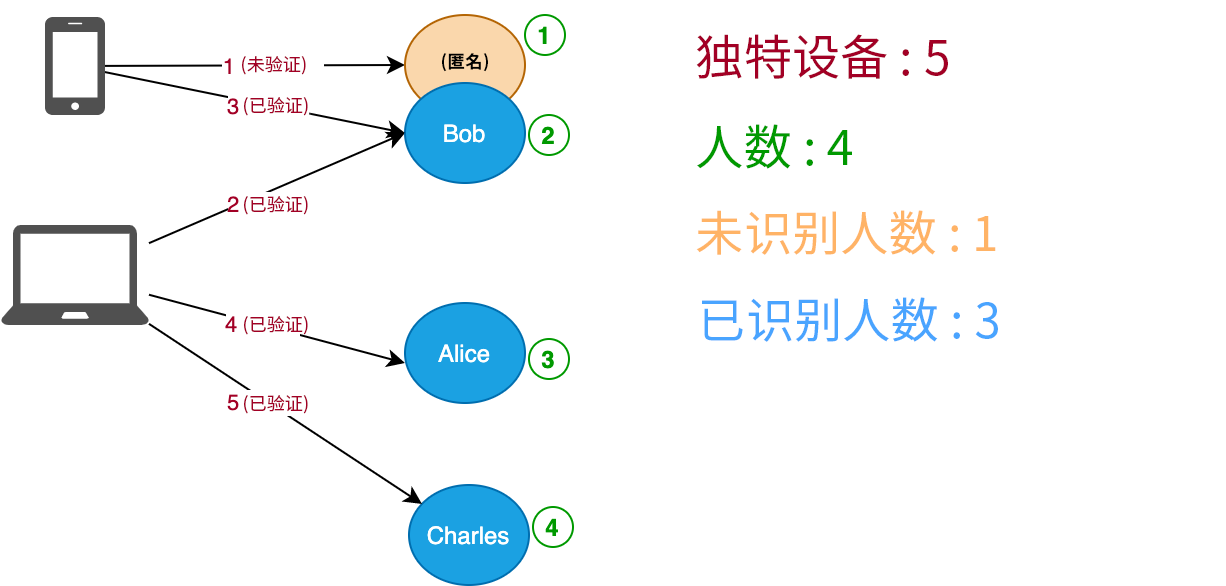 1 (未验证)
(匿名)
1
3 (已验证)
Bob
2
2 (已验证)
4 (已验证)
Alice
3
5 (已验证)
Charles
4
独特设备 : 5
人数 : 4
未识别人数 : 1
已识别人数 : 3